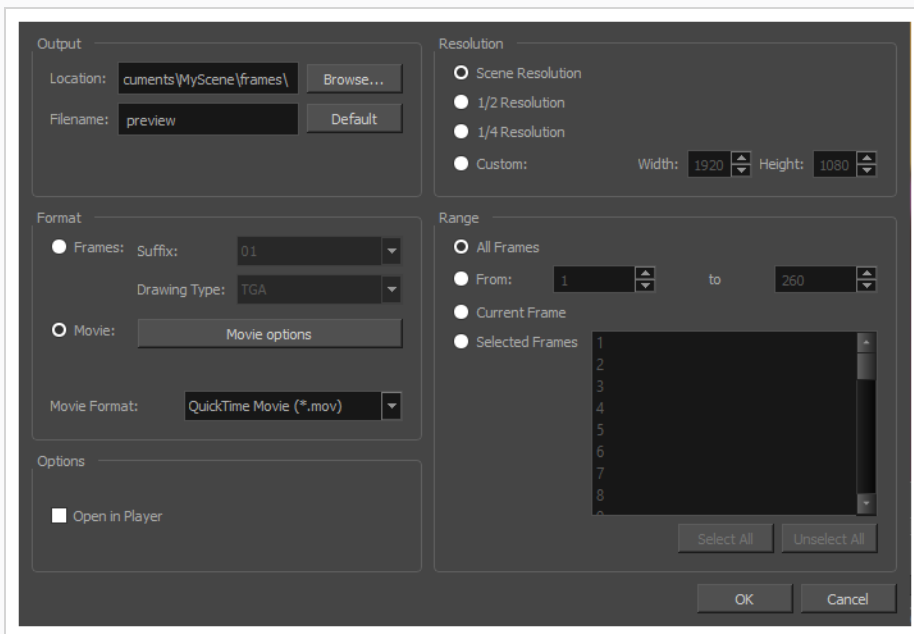 Output
Location: cuments\MyScene\frames\ Browse...
Filename: preview Default
Format
Frames: Suffix: 01
Drawing Type: TGA
Movie: Movie options
Movie Format: QuickTime Movie (*.mov)
Options
Open in Player
Resolution
Scene Resolution
1/2 Resolution
1/4 Resolution
Custom: Width: 1920 Height: 1080
Range
All Frames
From: 1 to 260
Current Frame
Selected Frames 1
2
3
4
5
6
7
8
Select All Unselect All
OK Cancel